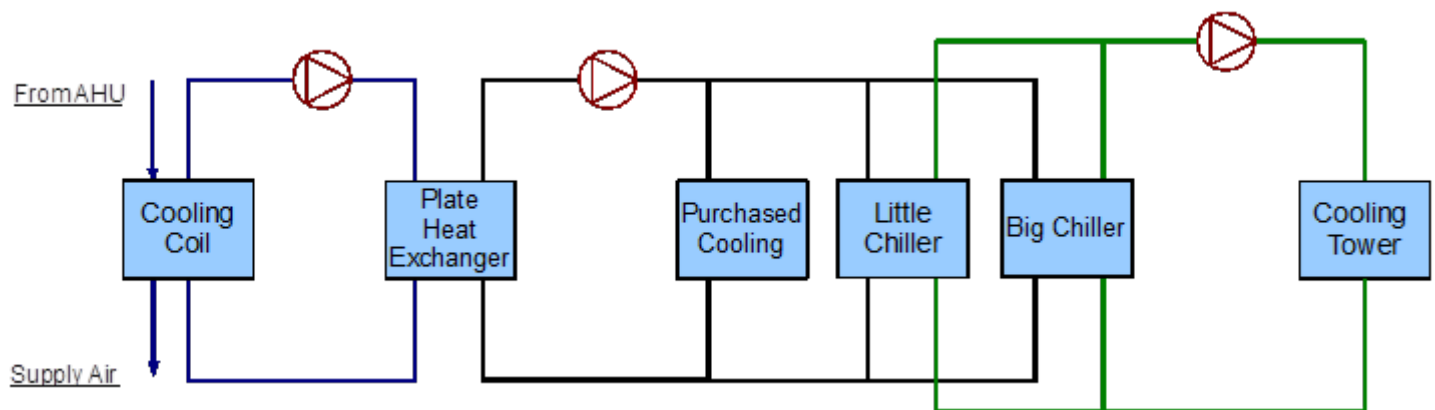 FromAHU
Cooling
Coil
Plate
Heat
Exchanger
Purchased
Cooling
Little
Chiller
Big Chiller
Cooling
Tower
Supply Air